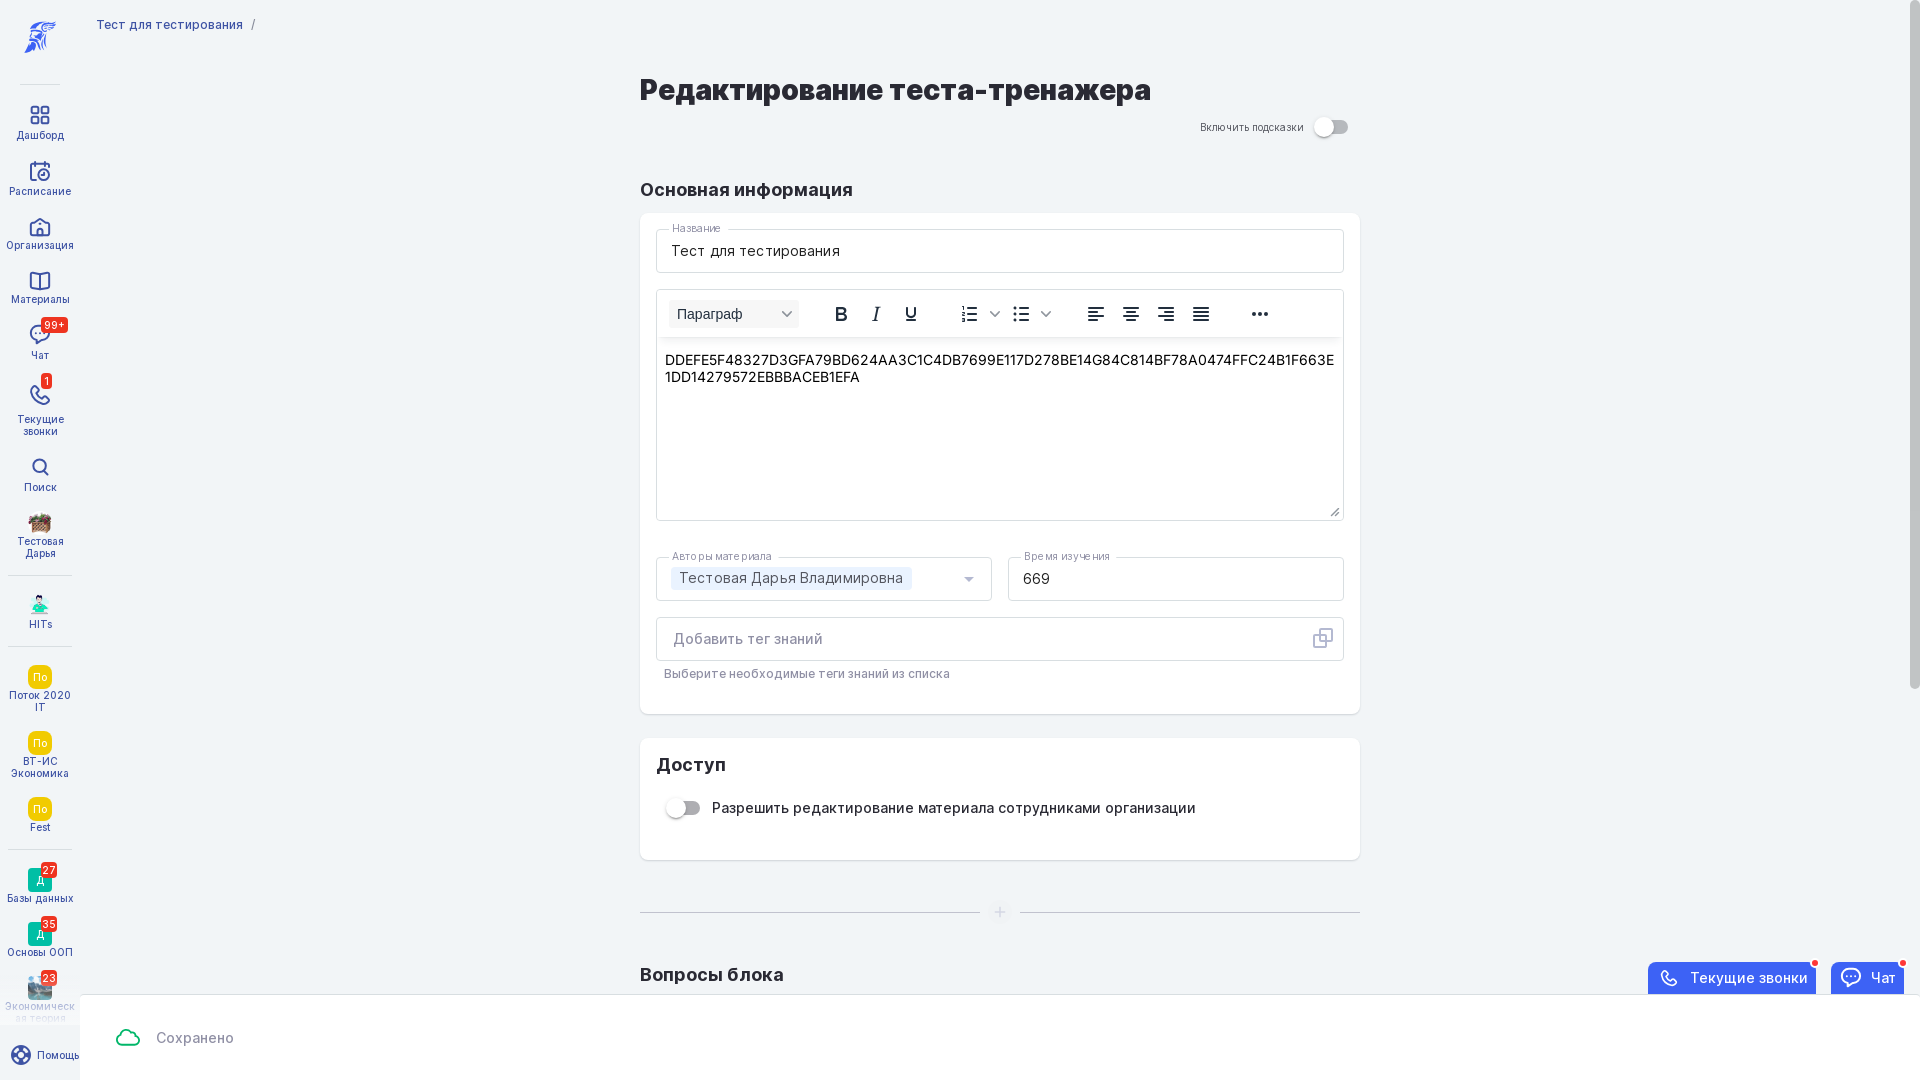 Тест для тестирования /
Редактирование теста-тренажера
Включить подсказки
Дашборд
Расписание
Организация
Материалы
99+
Чат
1
Текущие
звонки
Поиск
Тестовая
Дарья
HITs
По
Поток 2020
IT
По
ВТ-ИС
Экономика
По
Fest
27
Д
Базы данных
35
Д
Основы ООП
23
Экономическ
ая теория
Помощь
Основная информация
Название
Тест для тестирования
Параграф
DDEFE5F48327D3GFA79BD624AA3C1C4DB7699E117D278BE14G84C814BF78A0474FFC24B1F663E
1DD14279572EBBBACEB1EFA
Авторы материала
Тестовая Дарья Владимировна
Время изучения
669
Добавить тег знаний
Выберите необходимые теги знаний из списка
Доступ
Разрешить редактирование материала сотрудниками организации
Вопросы блока
Текущие звонки
Чат
Сохранено